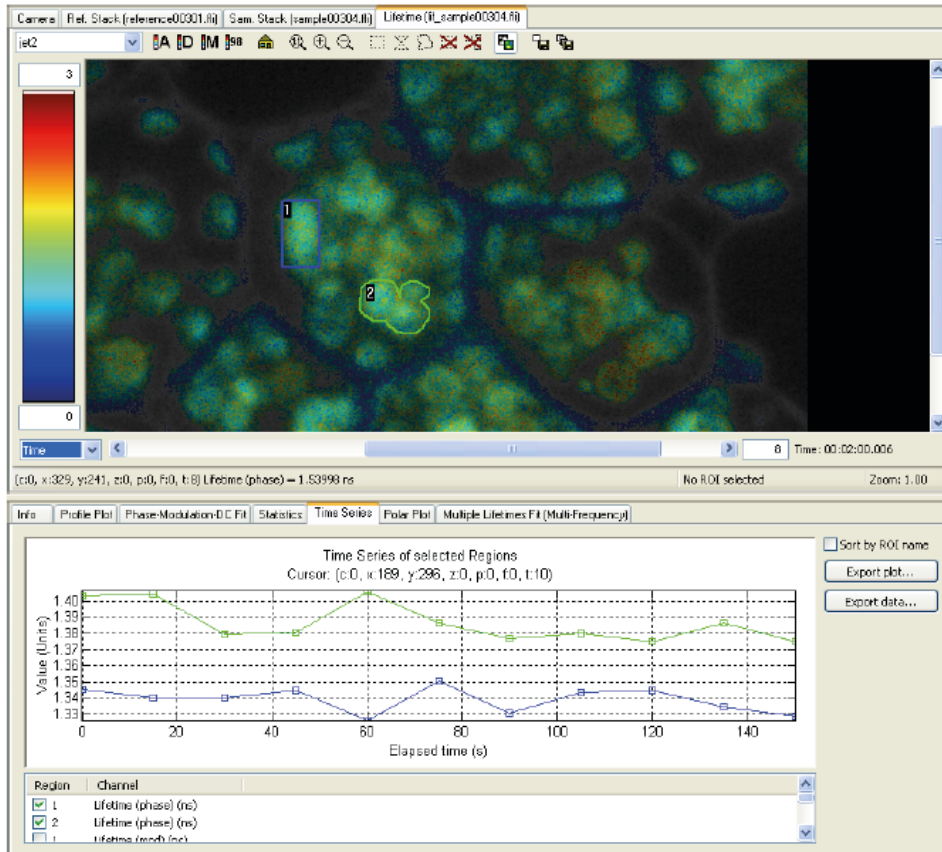 Camera Ref. Stack (reference00301.fli) Sam. Stack (sample00304.fli) Lifetime (lit_sample00304.fli)
jet2 A D M 98
3
1
2
0
Time 8 Time: 00:02:00.006
(c:0, x:329, y:241, z:0, p:0, f:0, t:8) Lifetime (phase) = 1.53998 ns No ROI selected Zoom: 1.00
Info Profile Plot Phase-Modulation-DC Fit Statistics Time Series Polar Plot Multiple Lifetimes Fit (Multi-Frequency)
Time Series of selected Regions
Cursor: (c:0, x:189, y:296, z:0, p:0, f:0, t:10)
Sort by ROI name
Export plot...
Export data...
Value (Units)
1.40
1.39
1.38
1.37
1.36
1.35
1.34
1.33
0 20 40 60 80 100 120 140
Elapsed time (s)
Region Channel
1 Lifetime (phase) (ns)
2 Lifetime (phase) (ns)
1 Lifetime (mod) (ns)